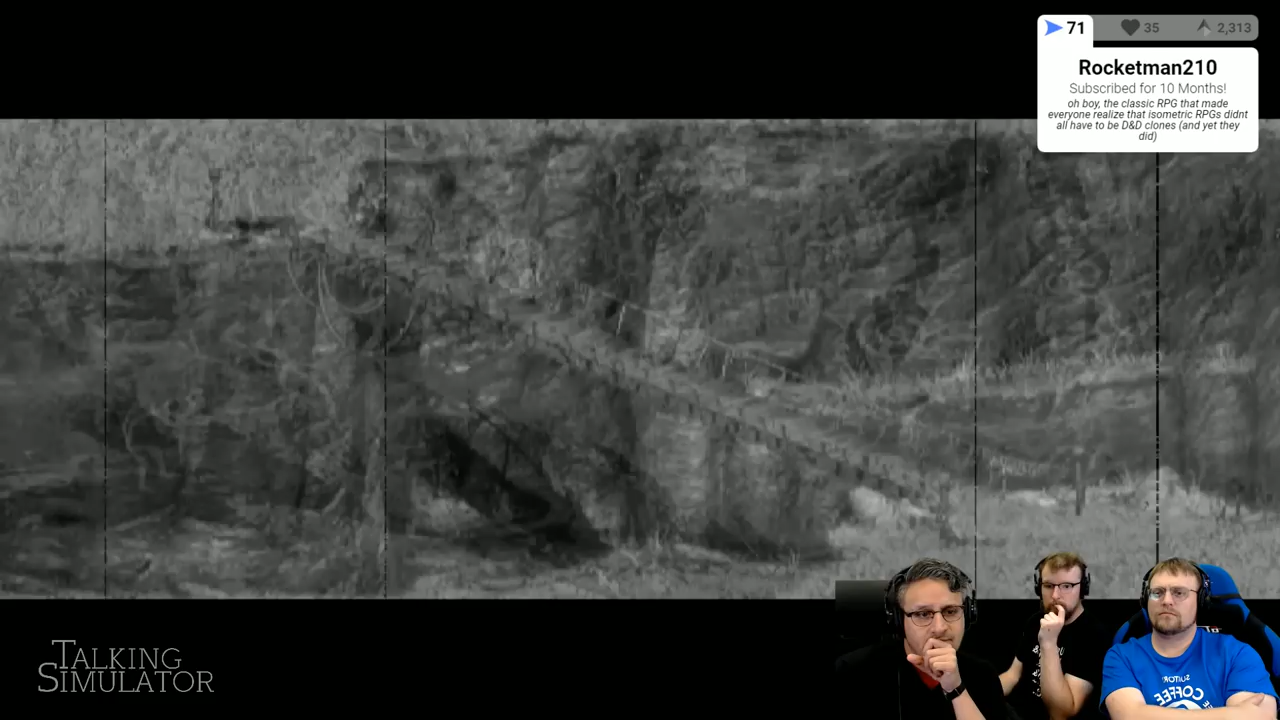 71
35
2,313
Rocketman210
Subscribed for 10 Months!
oh boy, the classic RPG that made
everyone realize that isometric RPGs didnt
all have to be D&D clones (and yet they
did)
TALKING
SIMULATOR
COFFEE